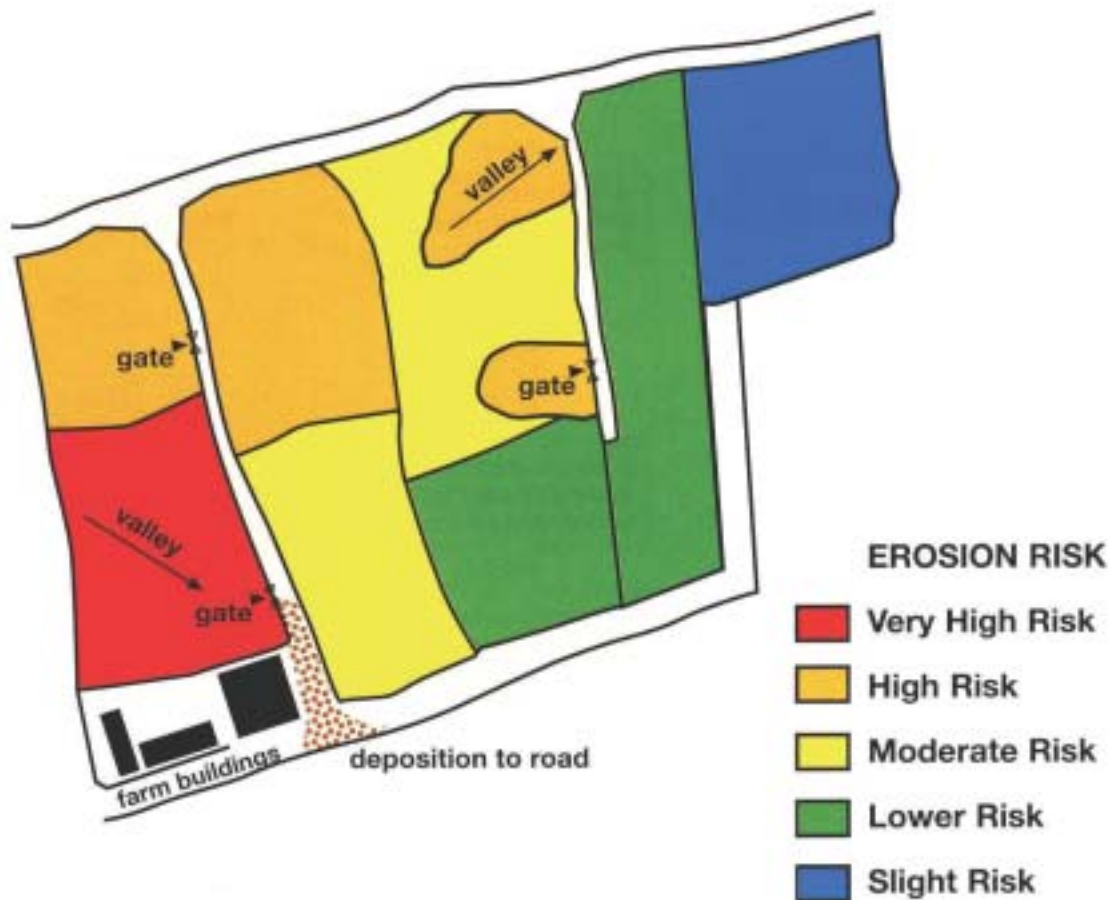 valley
gate
gate
valley
gate
farm buildings
deposition to road
EROSION RISK
Very High Risk
High Risk
Moderate Risk
Lower Risk
Slight Risk